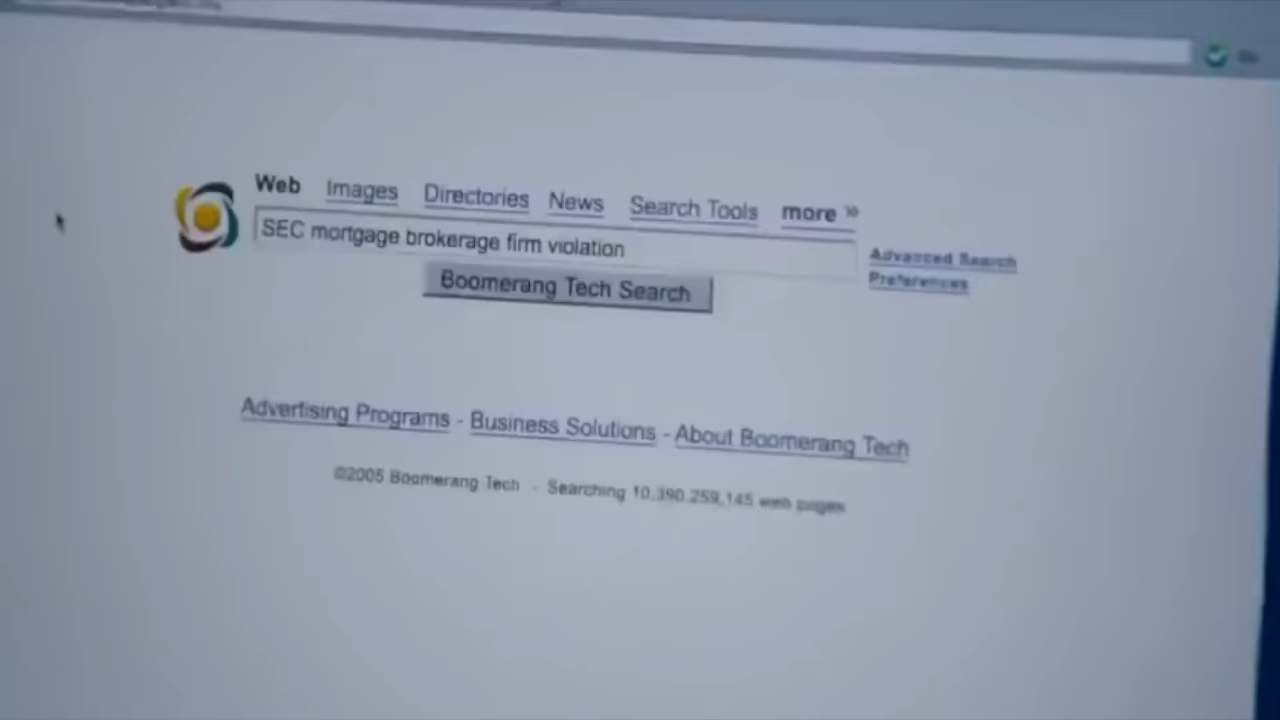 Web Images Directories News Search Tools more »
SEC mortgage brokerage firm violation
Advanced Search
Preferences
Boomerang Tech Search
Advertising Programs - Business Solutions - About Boomerang Tech
©2005 Boomerang Tech - Searching 10,390,259,145 web pages